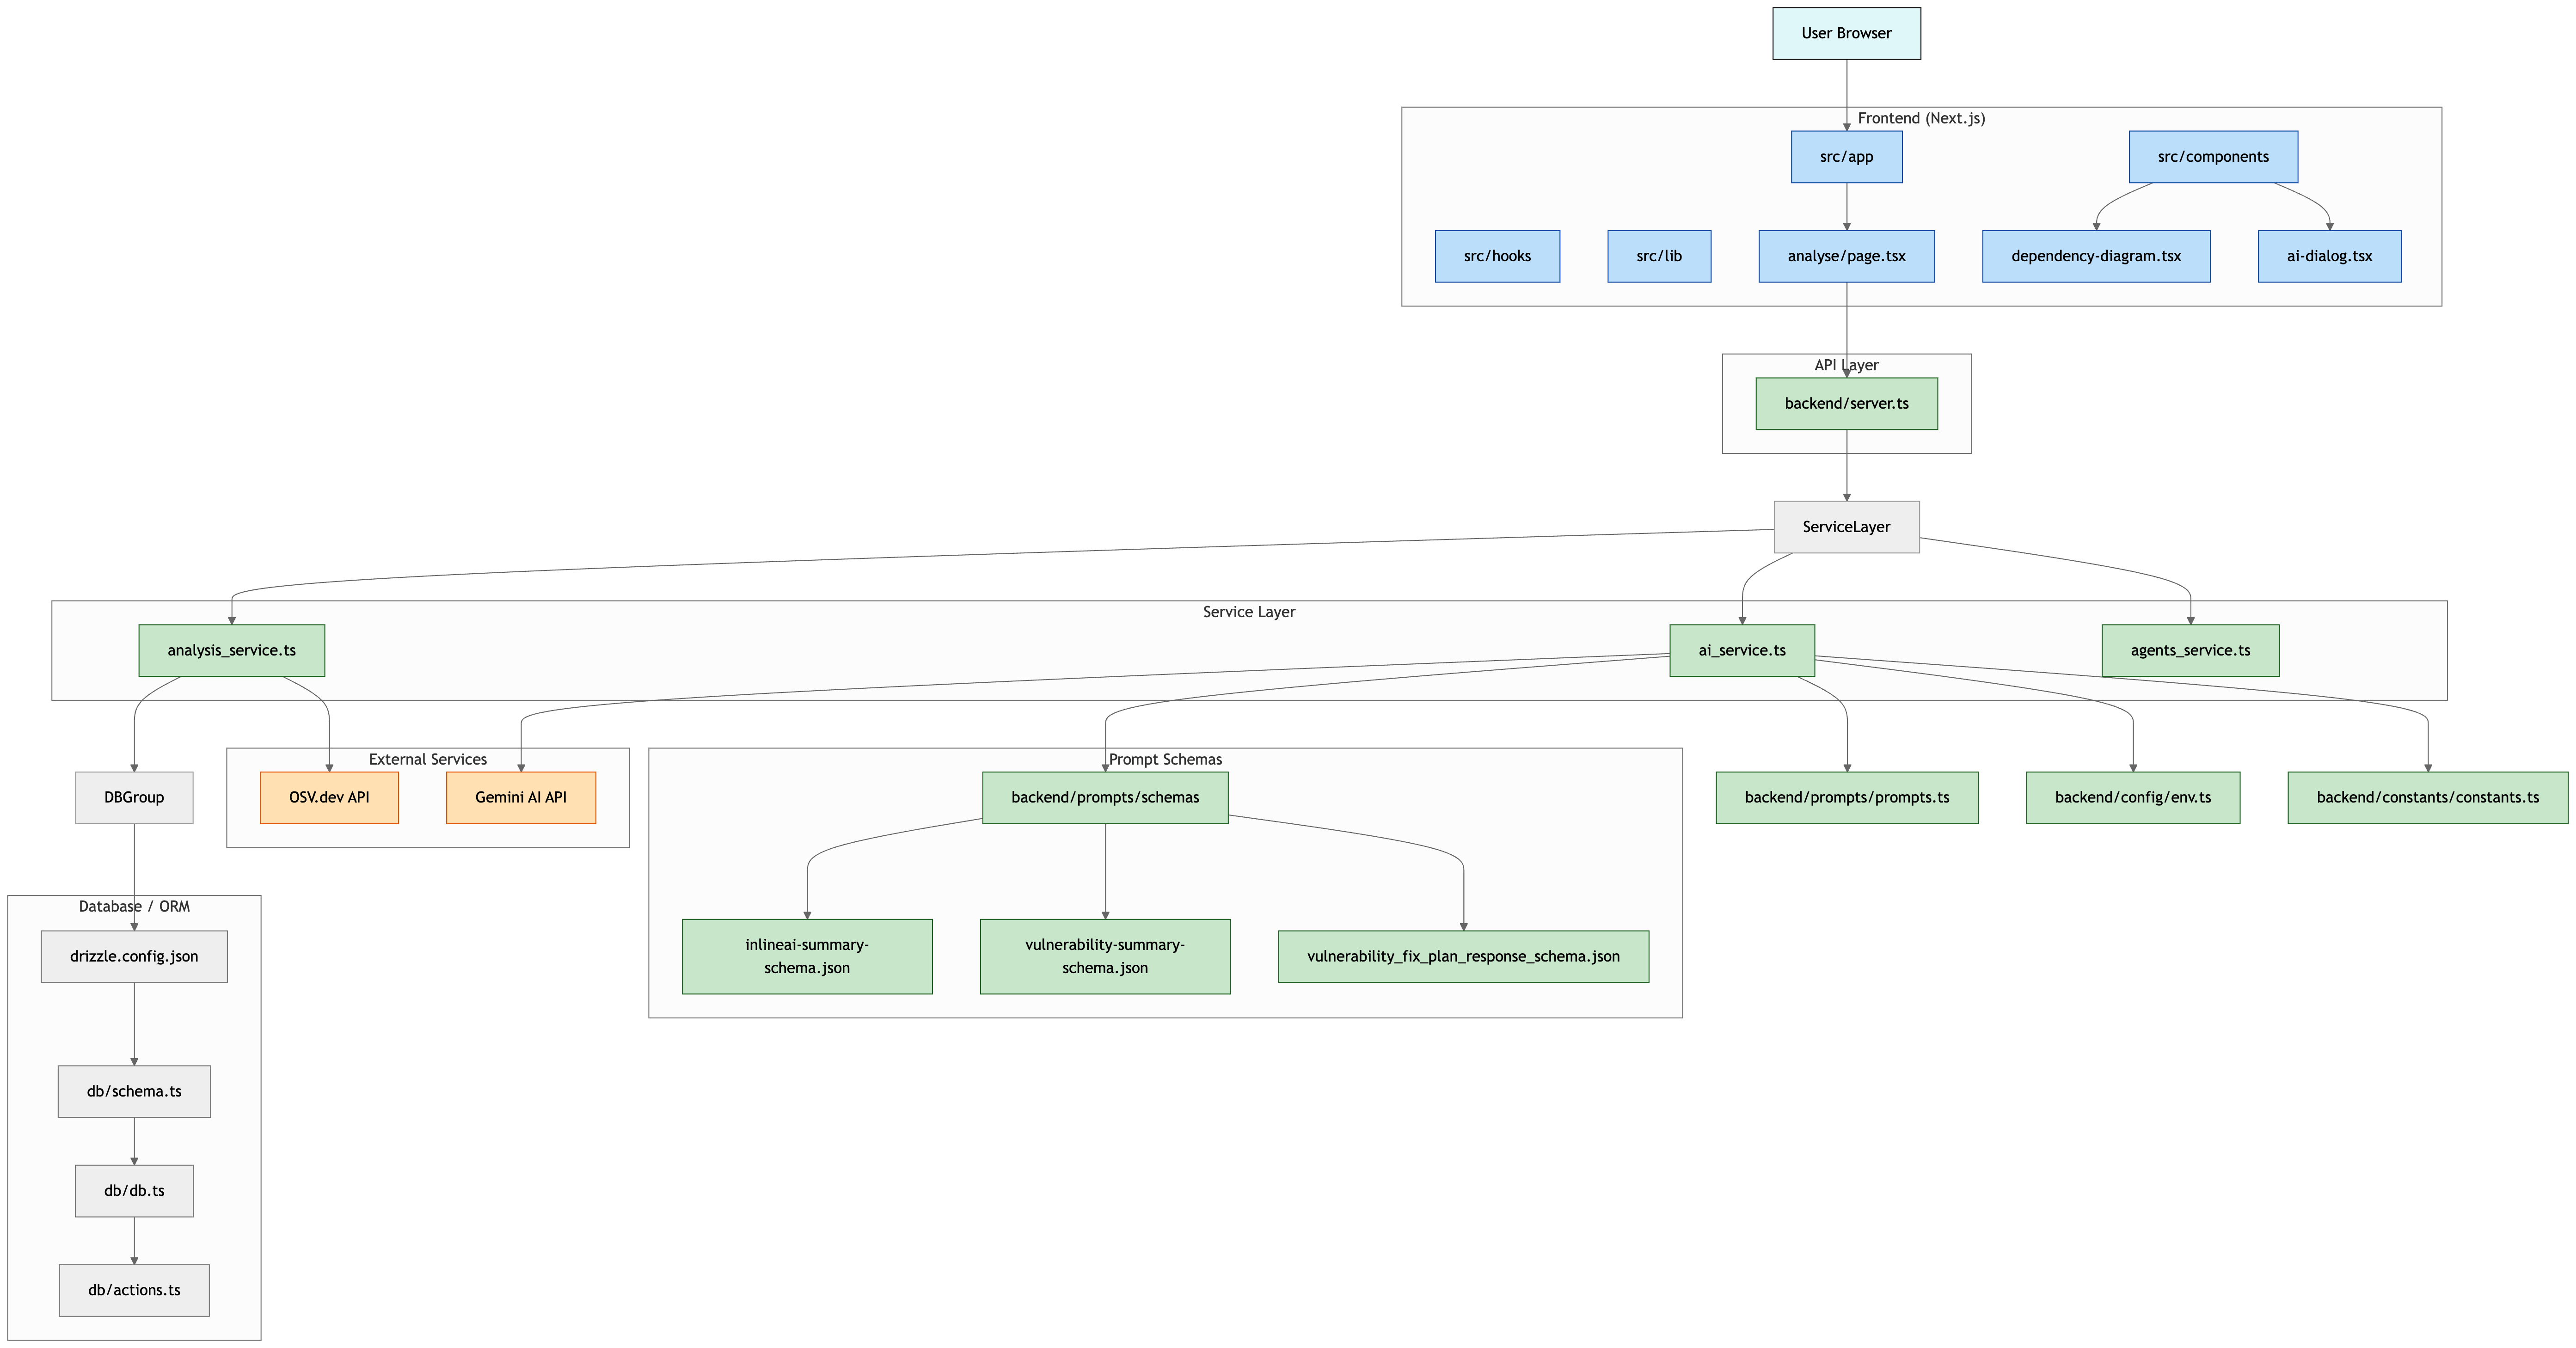 User Browser
Frontend (Next.js)
src/app
src/components
src/hooks
src/lib
analyse/page.tsx
dependency-diagram.tsx
ai-dialog.tsx
API Layer
backend/server.ts
ServiceLayer
Service Layer
analysis_service.ts
ai_service.ts
agents_service.ts
DBGroup
External Services
OSV.dev API
Gemini AI API
Prompt Schemas
backend/prompts/schemas
backend/prompts/prompts.ts
backend/config/env.ts
backend/constants/constants.ts
inlineai-summary-
schema.json
vulnerability-summary-
schema.json
vulnerability_fix_plan_response_schema.json
Database / ORM
drizzle.config.json
db/schema.ts
db/db.ts
db/actions.ts